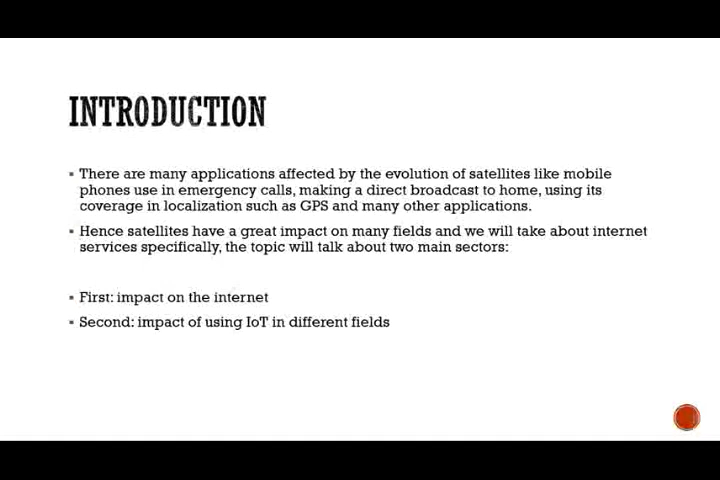 INTRODUCTION
▪ There are many applications affected by the evolution of satellites like mobile
phones use in emergency calls, making a direct broadcast to home, using its
coverage in localization such as GPS and many other applications.
▪ Hence satellites have a great impact on many fields and we will take about internet
services specifically, the topic will talk about two main sectors:
▪ First: impact on the internet
▪ Second: impact of using IoT in different fields